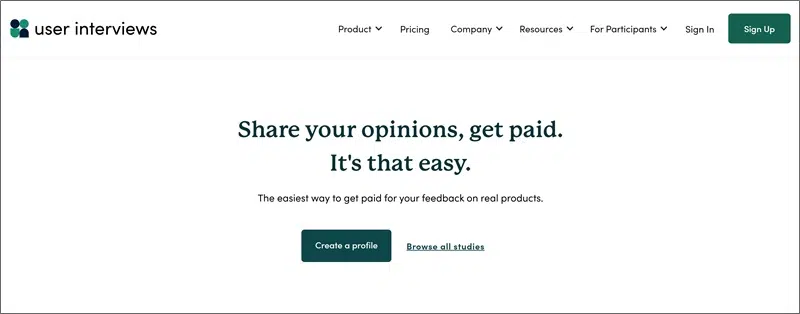 user interviews
Product Pricing Company Resources For Participants Sign In Sign Up
Share your opinions, get paid.
It's that easy.
The easiest way to get paid for your feedback on real products.
Create a profile Browse all studies